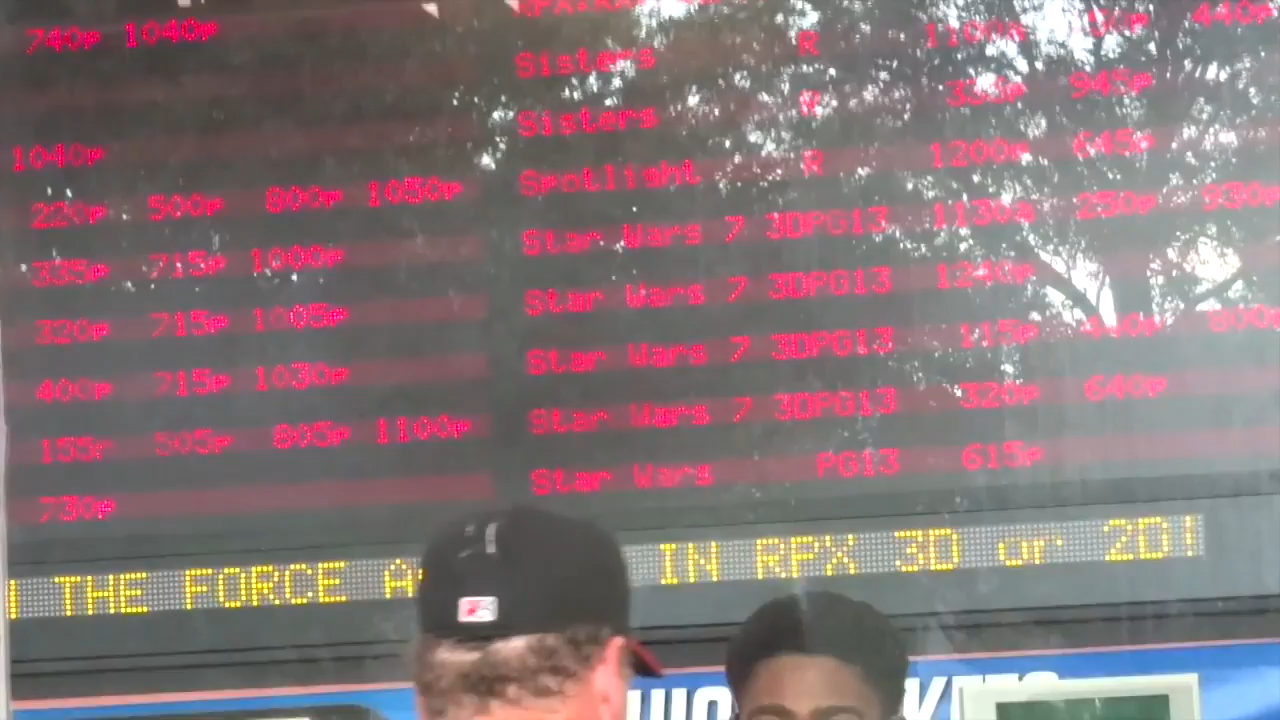 740p 1040p
1040p
220p 500p 800p 1050p
335p 715p 1000p
320p 715p 1005p
400p 715p 1030p
155p 505p 805p 1100p
730p
Sisters R 1100a 440p
Sisters R 945p
Spotlight R 1200p 645p
Star Wars 7 3DPG13 1130a 250p 930p
Star Wars 7 3DPG13 1240p
Star Wars 7 3DPG13 115p 800p
Star Wars 7 3DPG13 320p 640p
Star Wars PG13 615p
THE FORCE IN RPX 3D or 2D!